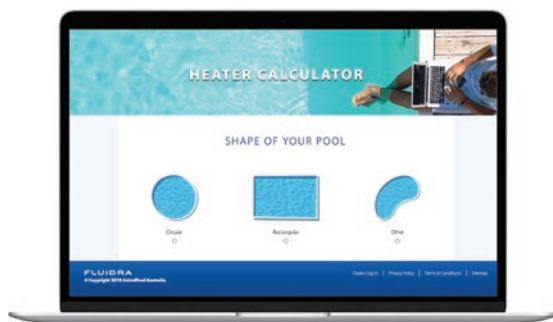 HEATER CALCULATOR
SHAPE OF YOUR POOL
Circular
Rectangular
Other
FLUIDRA
© Copyright 2019 AstralPool Australia
Dealer Log In | Privacy Policy | Terms & Conditions | Sitemap